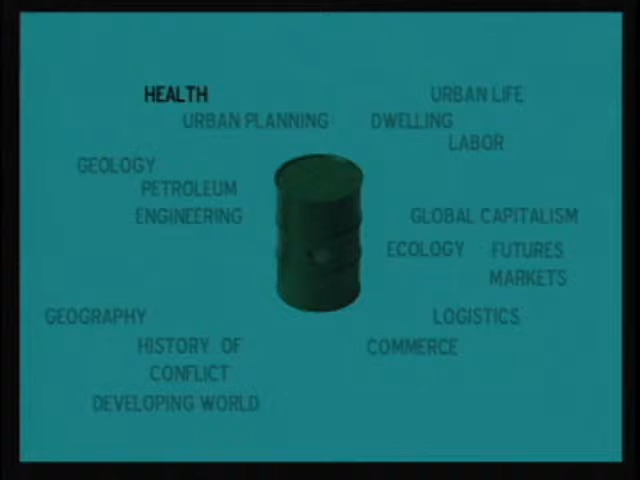 HEALTH
URBAN LIFE
URBAN PLANNING
DWELLING
LABOR
GEOLOGY
PETROLEUM
ENGINEERING
GLOBAL CAPITALISM
ECOLOGY
FUTURES
MARKETS
GEOGRAPHY
LOGISTICS
HISTORY OF
CONFLICT
COMMERCE
DEVELOPING WORLD